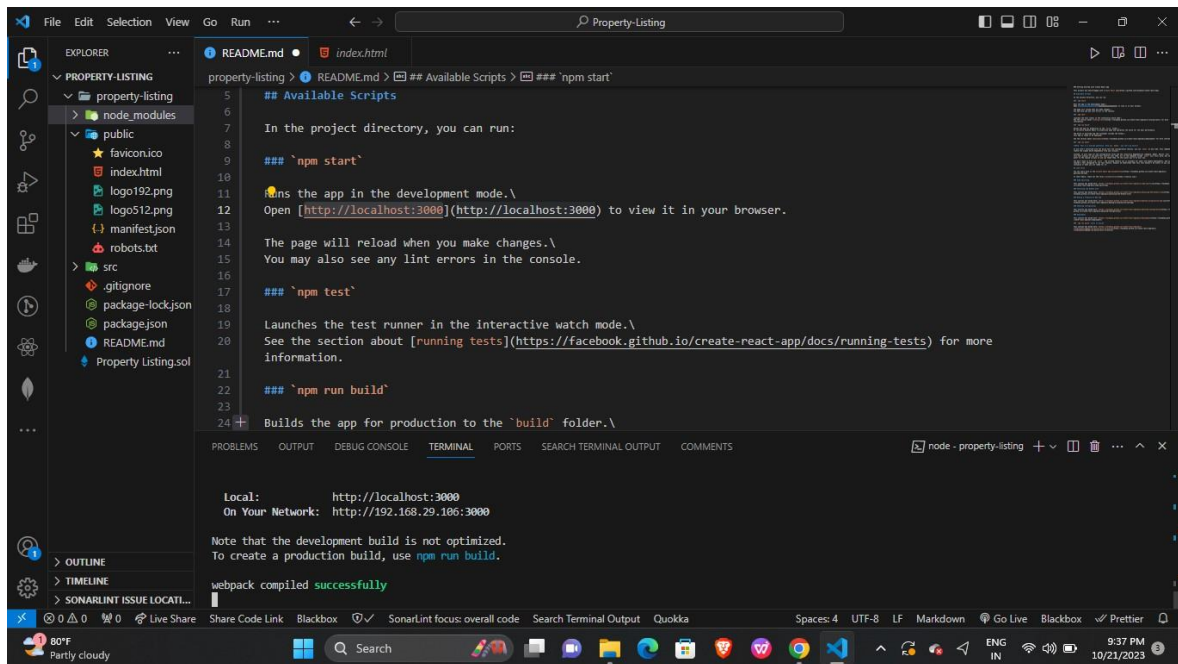 File Edit Selection View Go Run ··· Property-Listing
EXPLORER ···
PROPERTY-LISTING
property-listing
node_modules
public
favicon.ico
index.html
logo192.png
logo512.png
manifest.json
robots.txt
src
.gitignore
package-lock.json
package.json
README.md
Property Listing.sol
OUTLINE
TIMELINE
SONARLINT ISSUE LOCATI...
README.md index.html
property-listing > README.md > ## Available Scripts > ### `npm start`
5 ## Available Scripts
6
7 In the project directory, you can run:
8
9 ### `npm start`
10
11 Runs the app in the development mode.\
12 Open [http://localhost:3000](http://localhost:3000) to view it in your browser.
13
14 The page will reload when you make changes.\
15 You may also see any lint errors in the console.
16
17 ### `npm test`
18
19 Launches the test runner in the interactive watch mode.\
20 See the section about [running tests](https://facebook.github.io/create-react-app/docs/running-tests) for more
information.
21
22 ### `npm run build`
23
24 Builds the app for production to the `build` folder.\
PROBLEMS OUTPUT DEBUG CONSOLE TERMINAL PORTS SEARCH TERMINAL OUTPUT COMMENTS node - property-listing
Local: http://localhost:3000
On Your Network: http://192.168.29.106:3000
Note that the development build is not optimized.
To create a production build, use npm run build.
webpack compiled successfully
0 0 0 Live Share Share Code Link Blackbox SonarLint focus: overall code Search Terminal Output Quokka Spaces: 4 UTF-8 LF Markdown Go Live Blackbox Prettier
1 80°F
Partly cloudy
Search
ENG
IN
9:37 PM
10/21/2023
3